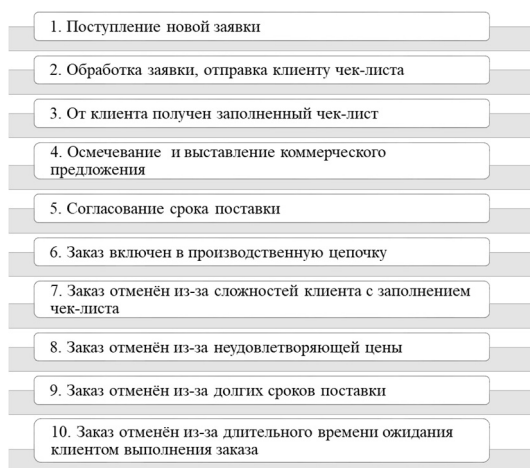 1. Поступление новой заявки
2. Обработка заявки, отправка клиенту чек-листа
3. От клиента получен заполненный чек-лист
4. Осмечевание и выставление коммерческого
предложения
5. Согласование срока поставки
6. Заказ включен в производственную цепочку
7. Заказ отменён из-за сложностей клиента с заполнением
чек-листа
8. Заказ отменён из-за неудовлетворяющей цены
9. Заказ отменён из-за долгих сроков поставки
10. Заказ отменён из-за длительного времени ожидания
клиентом выполнения заказа